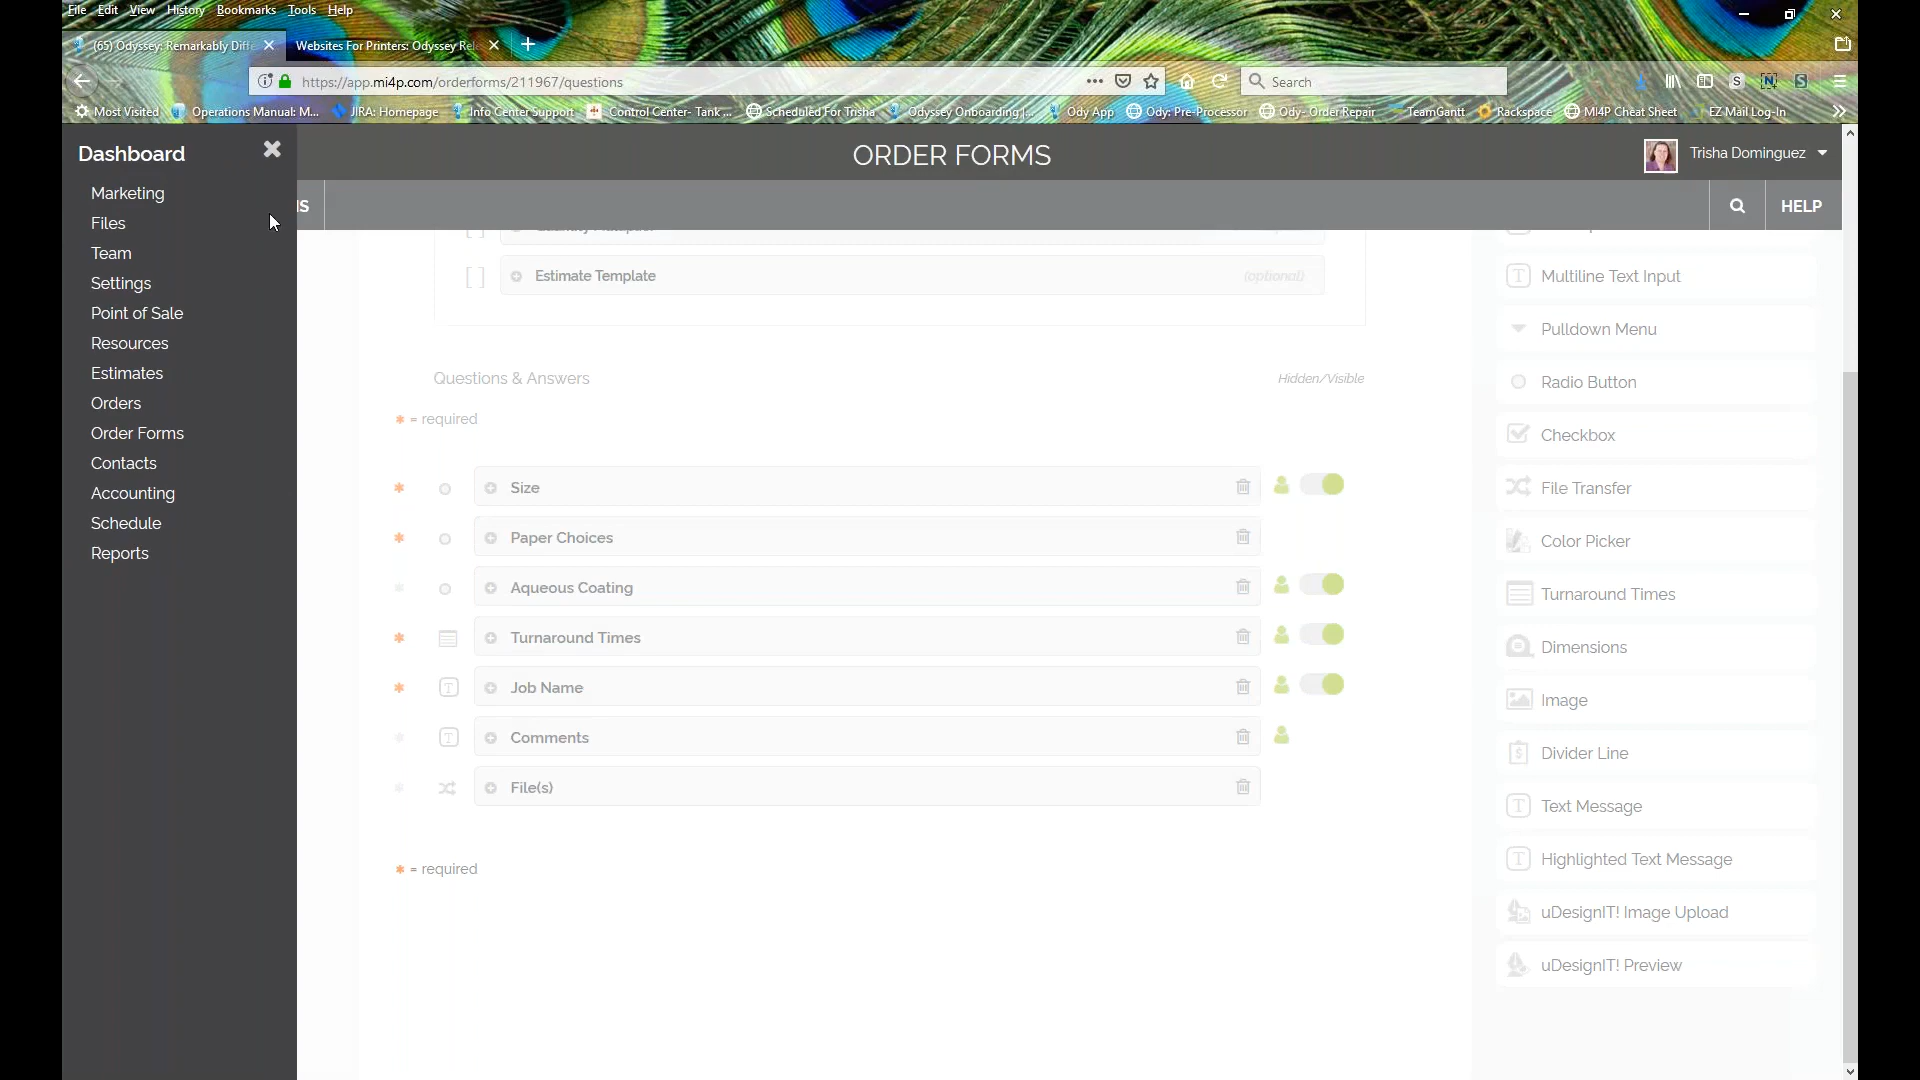 File Edit View History Bookmarks Tools Help
(65) Odyssey: Remarkably Diffe
Websites For Printers: Odyssey Rele
https://app.mi4p.com/orderforms/211967/questions
Search
Most Visited
Operations Manual: M...
JIRA: Homepage
Info Center Support
Control Center- Tank ...
Scheduled For Trisha
Odyssey Onboarding |...
Ody App
Ody: Pre-Processor
Ody- Order Repair
TeamGantt
Rackspace
MI4P Cheat Sheet
EZ Mail Log-In
Dashboard
ORDER FORMS
Trisha Dominguez
Marketing
Files
Team
Settings
Point of Sale
Resources
Estimates
Orders
Order Forms
Contacts
Accounting
Schedule
Reports
HELP
Estimate Template
(optional)
Questions & Answers
Hidden/Visible
* = required
* Size
* Paper Choices
* Aqueous Coating
* Turnaround Times
* T Job Name
* T Comments
* File(s)
* = required
T Multiline Text Input
Pulldown Menu
Radio Button
Checkbox
File Transfer
Color Picker
Turnaround Times
Dimensions
Image
$ Divider Line
T Text Message
T Highlighted Text Message
uDesignIT! Image Upload
uDesignIT! Preview